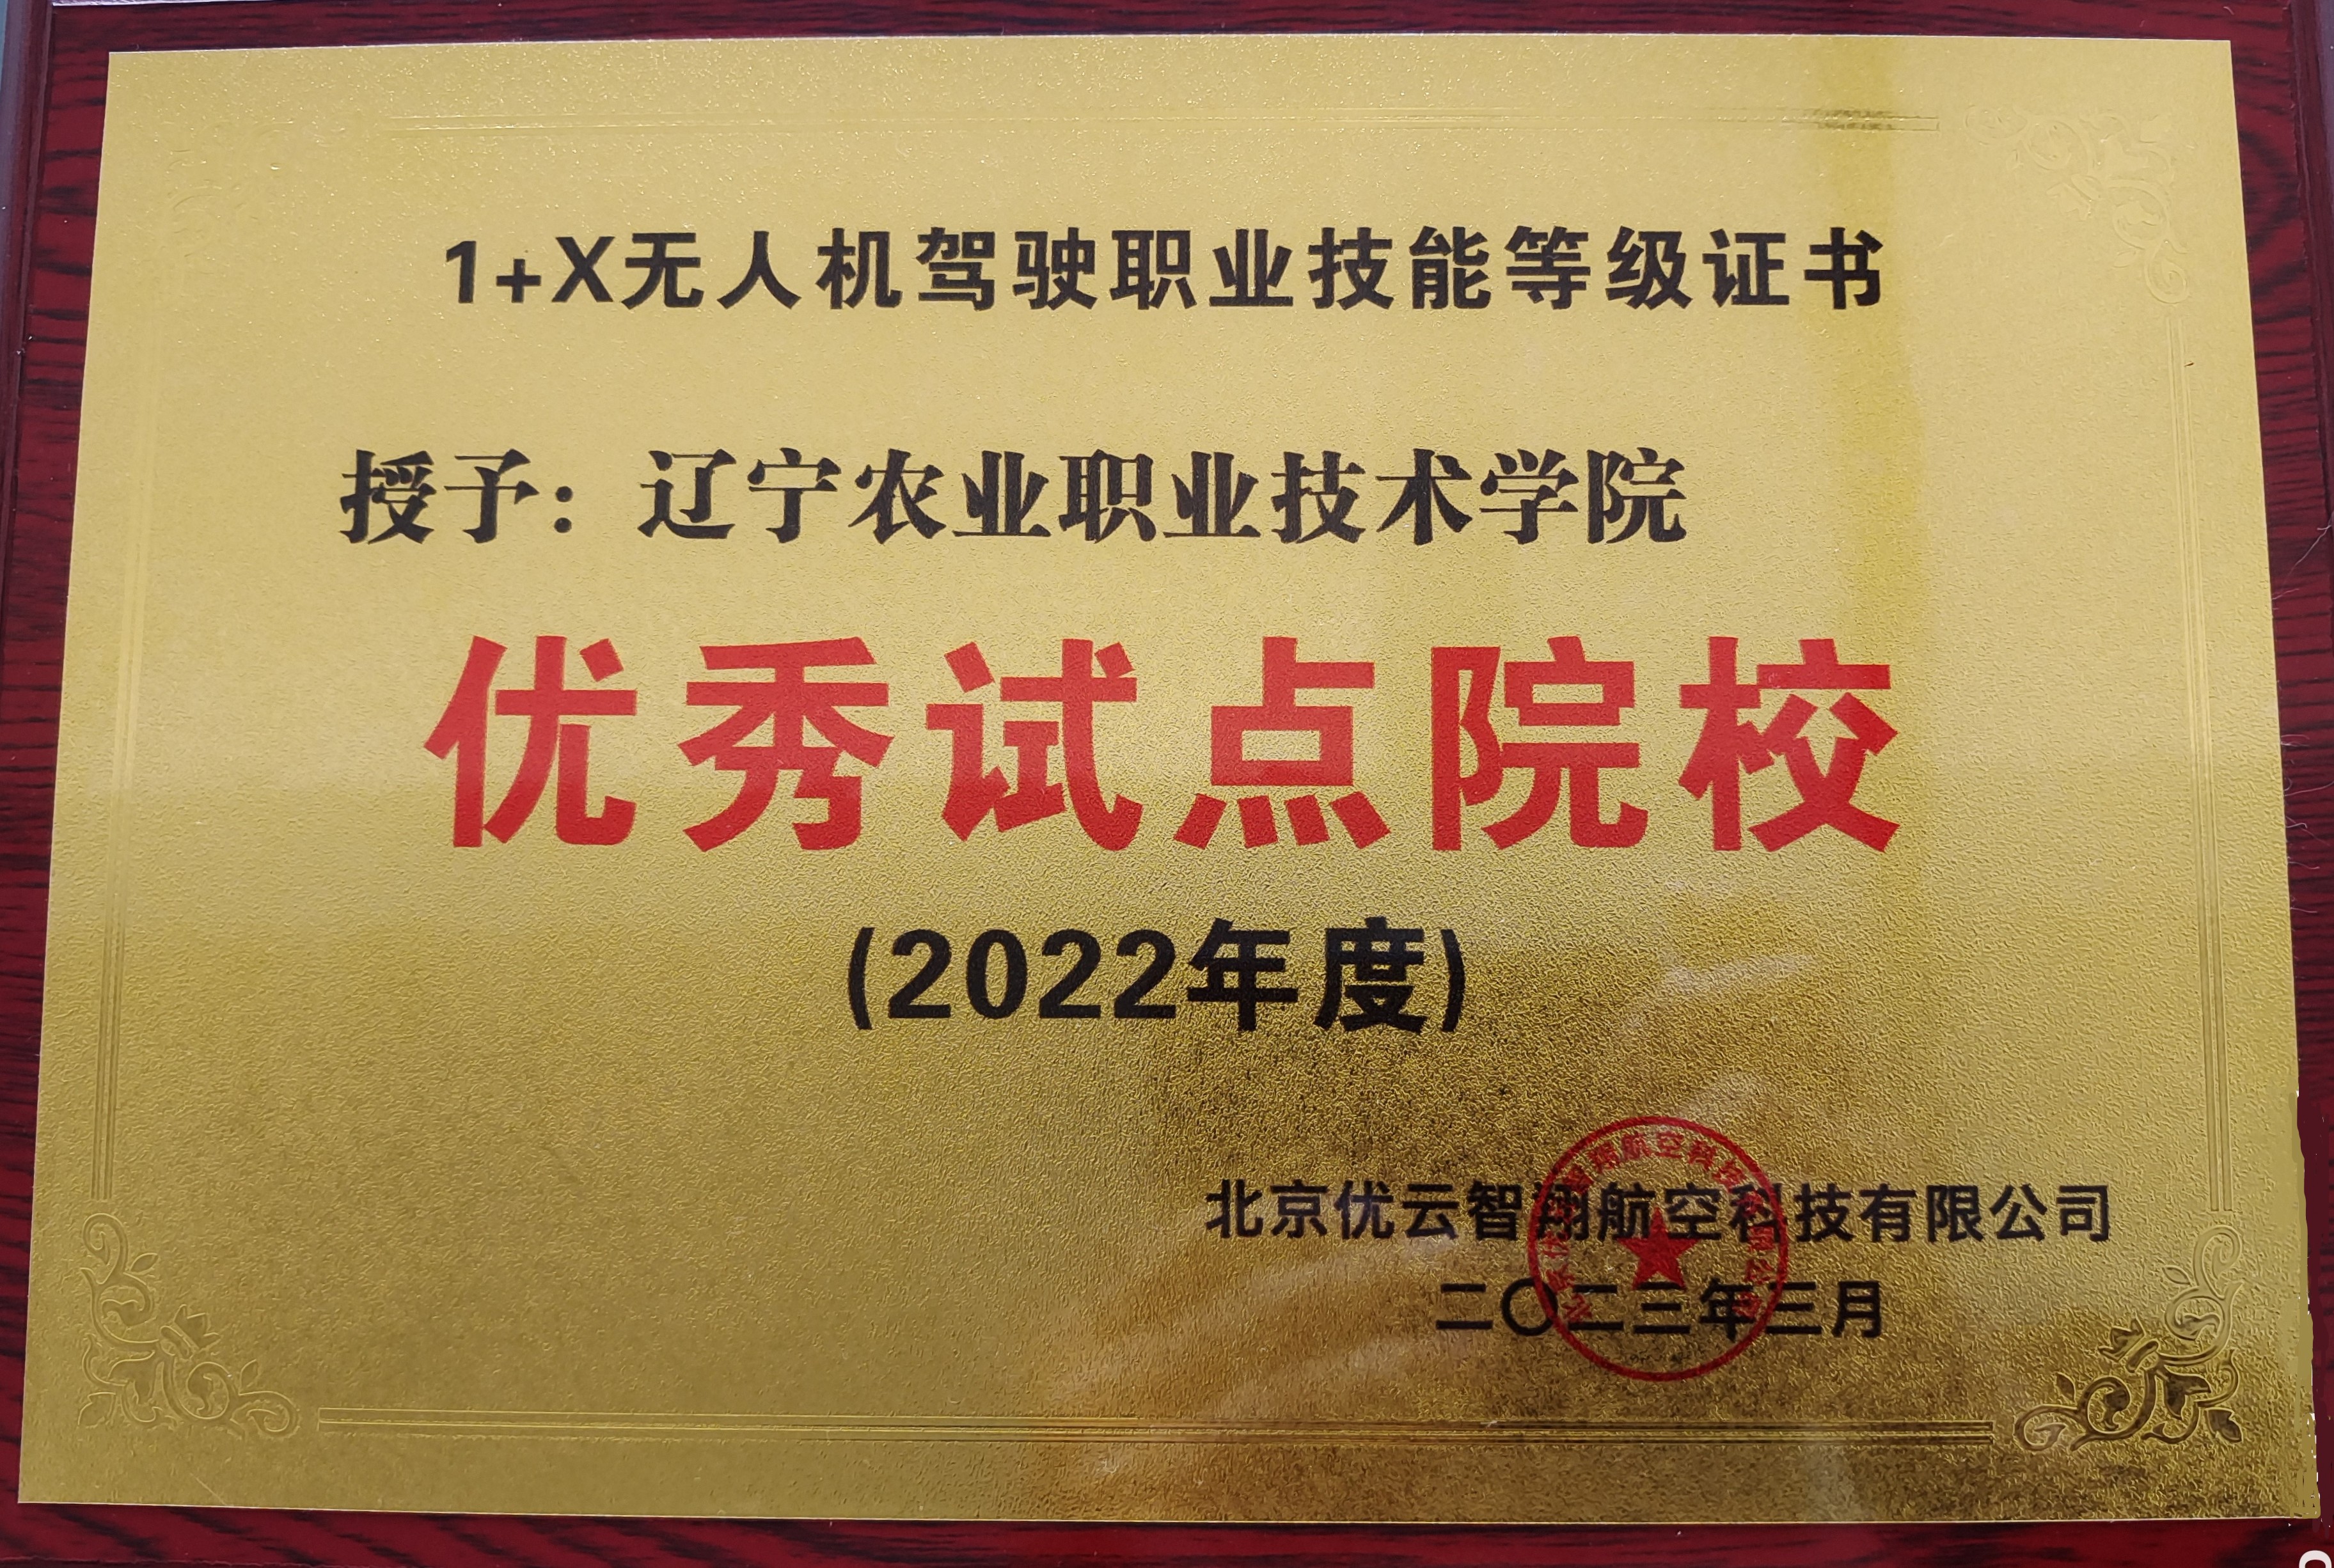 1+X无人机驾驶职业技能等级证书
授予：辽宁农业职业技术学院
优秀试点院校
(2022年度)
北京优云智翔航空科技有限公司
二〇二三年三月